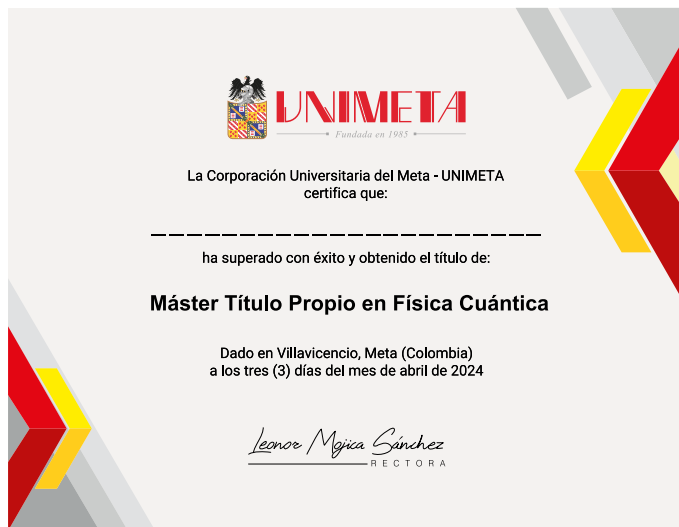 UNIMETA
Fundada en 1985
La Corporación Universitaria del Meta - UNIMETA
certifica que:
ha superado con éxito y obtenido el título de:
Máster Título Propio en Física Cuántica
Dado en Villavicencio, Meta (Colombia)
a los tres (3) días del mes de abril de 2024
Leonor Mojica Sánchez
RECTORA